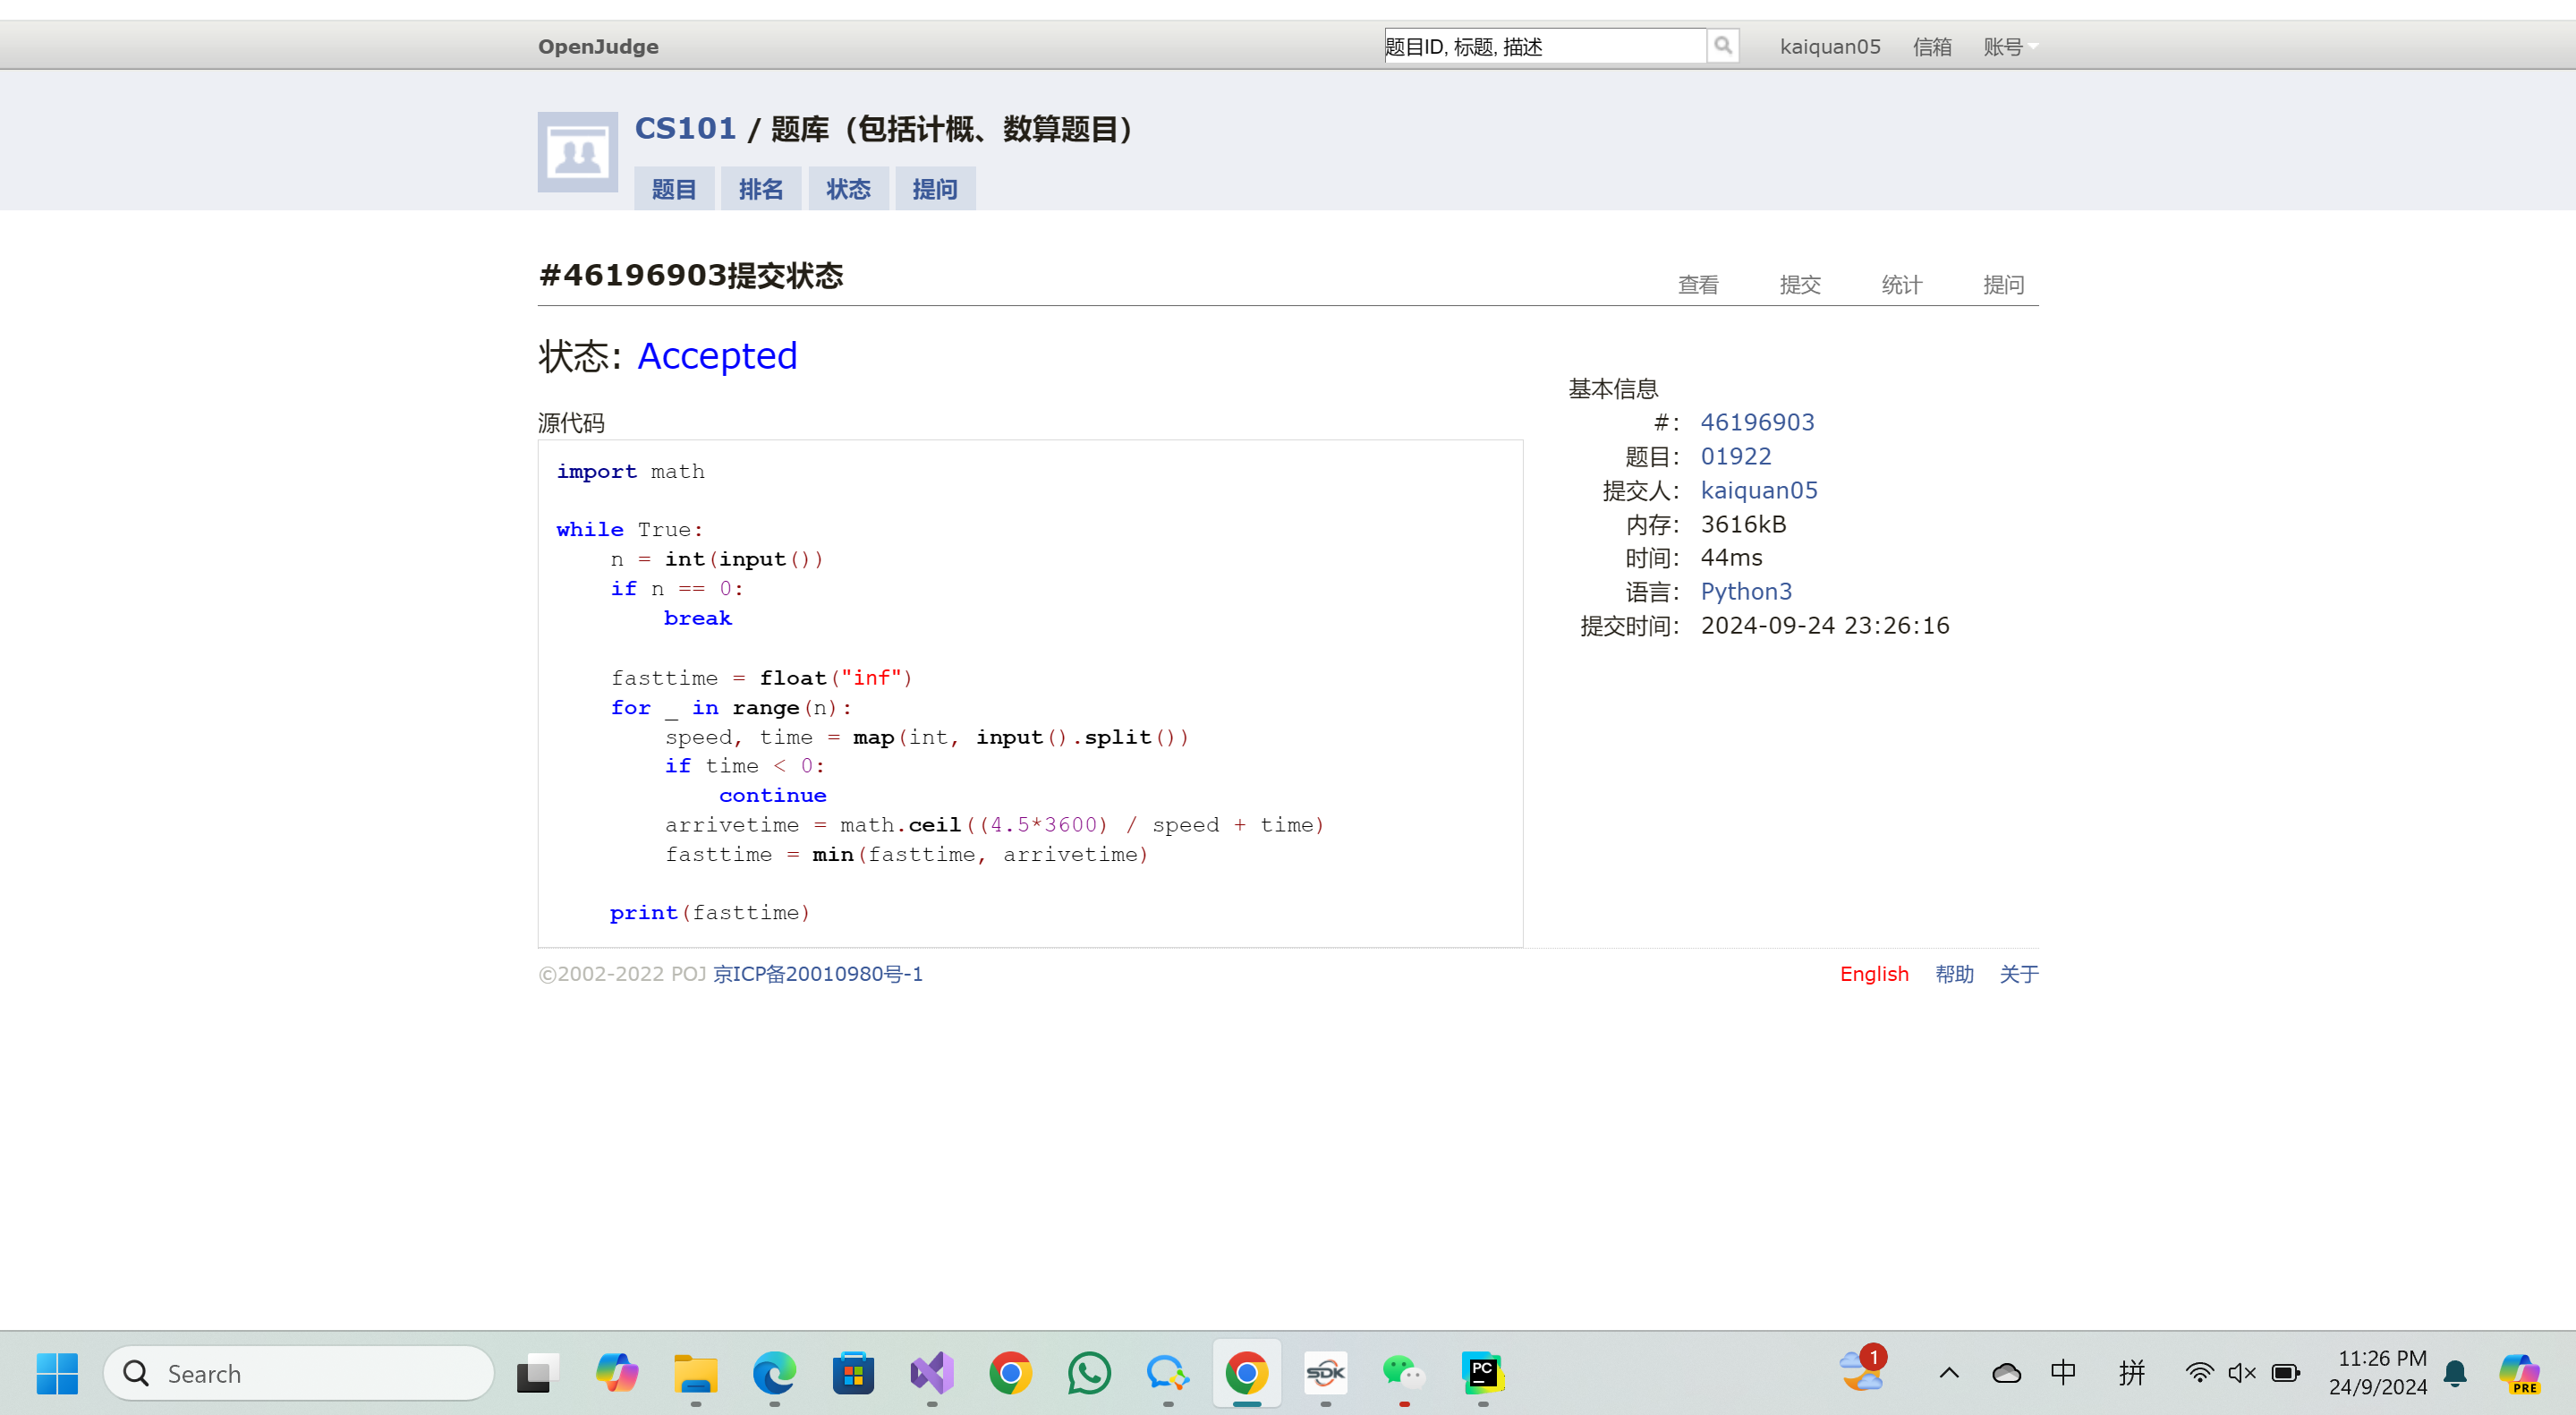 OpenJudge
题目ID, 标题, 描述
kaiquan05 信箱 账号
CS101 / 题库（包括计概、数算题目）
题目 排名 状态 提问
#46196903提交状态
查看 提交 统计 提问
状态: Accepted
源代码
import math
while True:
    n = int(input())
    if n == 0:
        break
    fasttime = float("inf")
    for _ in range(n):
        speed, time = map(int, input().split())
        if time < 0:
            continue
        arrivetime = math.ceil((4.5*3600) / speed + time)
        fasttime = min(fasttime, arrivetime)
    print(fasttime)
基本信息
#: 46196903
题目: 01922
提交人: kaiquan05
内存: 3616kB
时间: 44ms
语言: Python3
提交时间: 2024-09-24 23:26:16
©2002-2022 POJ 京ICP备20010980号-1
English 帮助 关于
Search
SDK
PC
1
中 拼
11:26 PM
24/9/2024
PRE